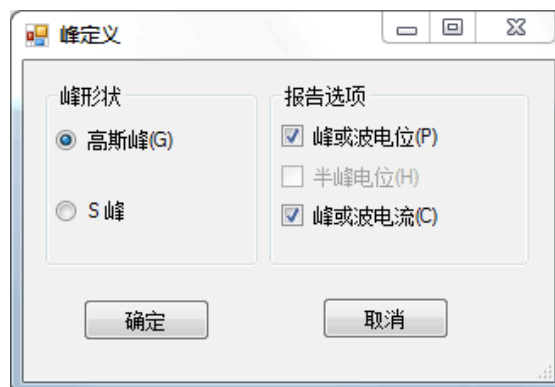 峰定义
峰形状
高斯峰(G)
S 峰
报告选项
峰或波电位(P)
半峰电位(H)
峰或波电流(C)
确定
取消